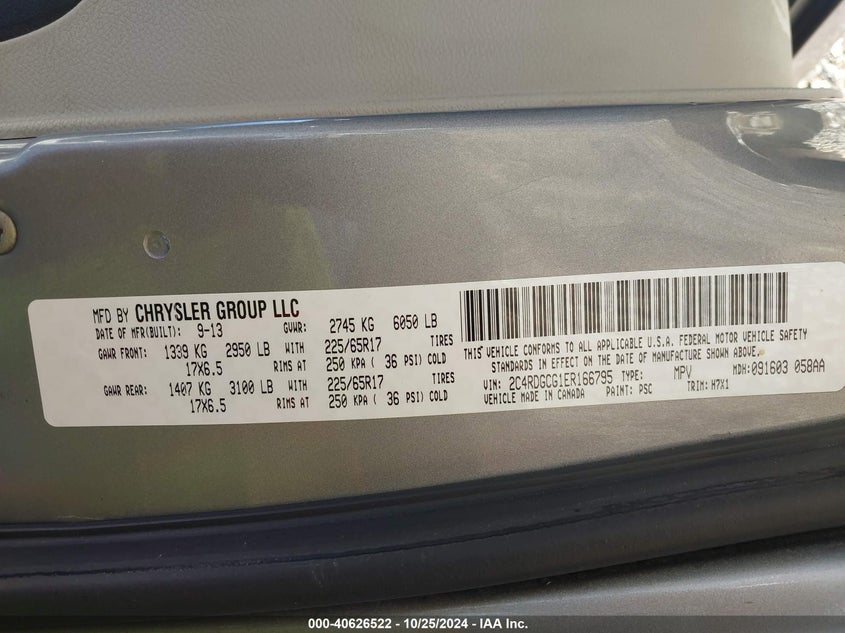 MFD BY CHRYSLER GROUP LLC
DATE OF MFR(BUILT): 9-13 GVWR: 2745 KG 6050 LB
GAWR FRONT: 1339 KG 2950 LB WITH 225/65R17 TIRES
17X6.5 RIMS AT 250 KPA ( 36 PSI) COLD
GAWR REAR: 1407 KG 3100 LB WITH 225/65R17 TIRES
17X6.5 RIMS AT 250 KPA ( 36 PSI) COLD
THIS VEHICLE CONFORMS TO ALL APPLICABLE U.S.A. FEDERAL MOTOR VEHICLE SAFETY
STANDARDS IN EFFECT ON THE DATE OF MANUFACTURE SHOWN ABOVE.
VIN: 2C4RDGCG1ER166795 TYPE: MPV MDH:091603 058AA
VEHICLE MADE IN CANADA PAINT: PSC TRIM: H7X1
000-40626522 - 10/25/2024 - IAA Inc.